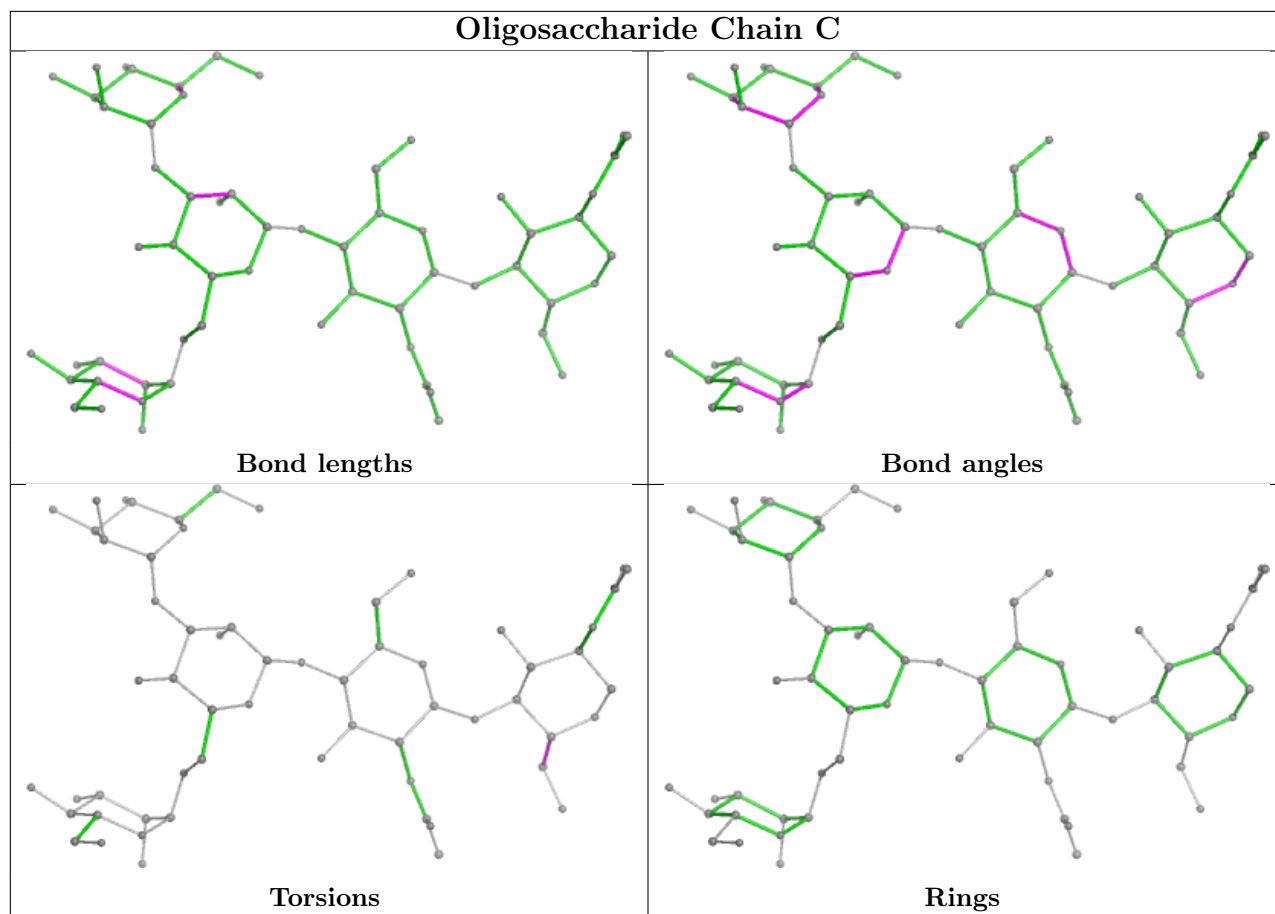 Oligosaccharide Chain C
Bond lengths
Bond angles
Torsions
Rings